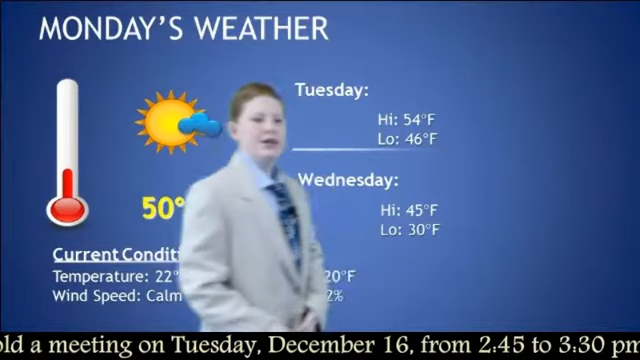 MONDAY'S WEATHER
Tuesday:
Hi: 54°F
Lo: 46°F
50°
Wednesday:
Hi: 45°F
Lo: 30°F
Current Conditi
Temperature: 22° 20°F
Wind Speed: Calm 2%
old a meeting on Tuesday, December 16, from 2:45 to 3:30 pm